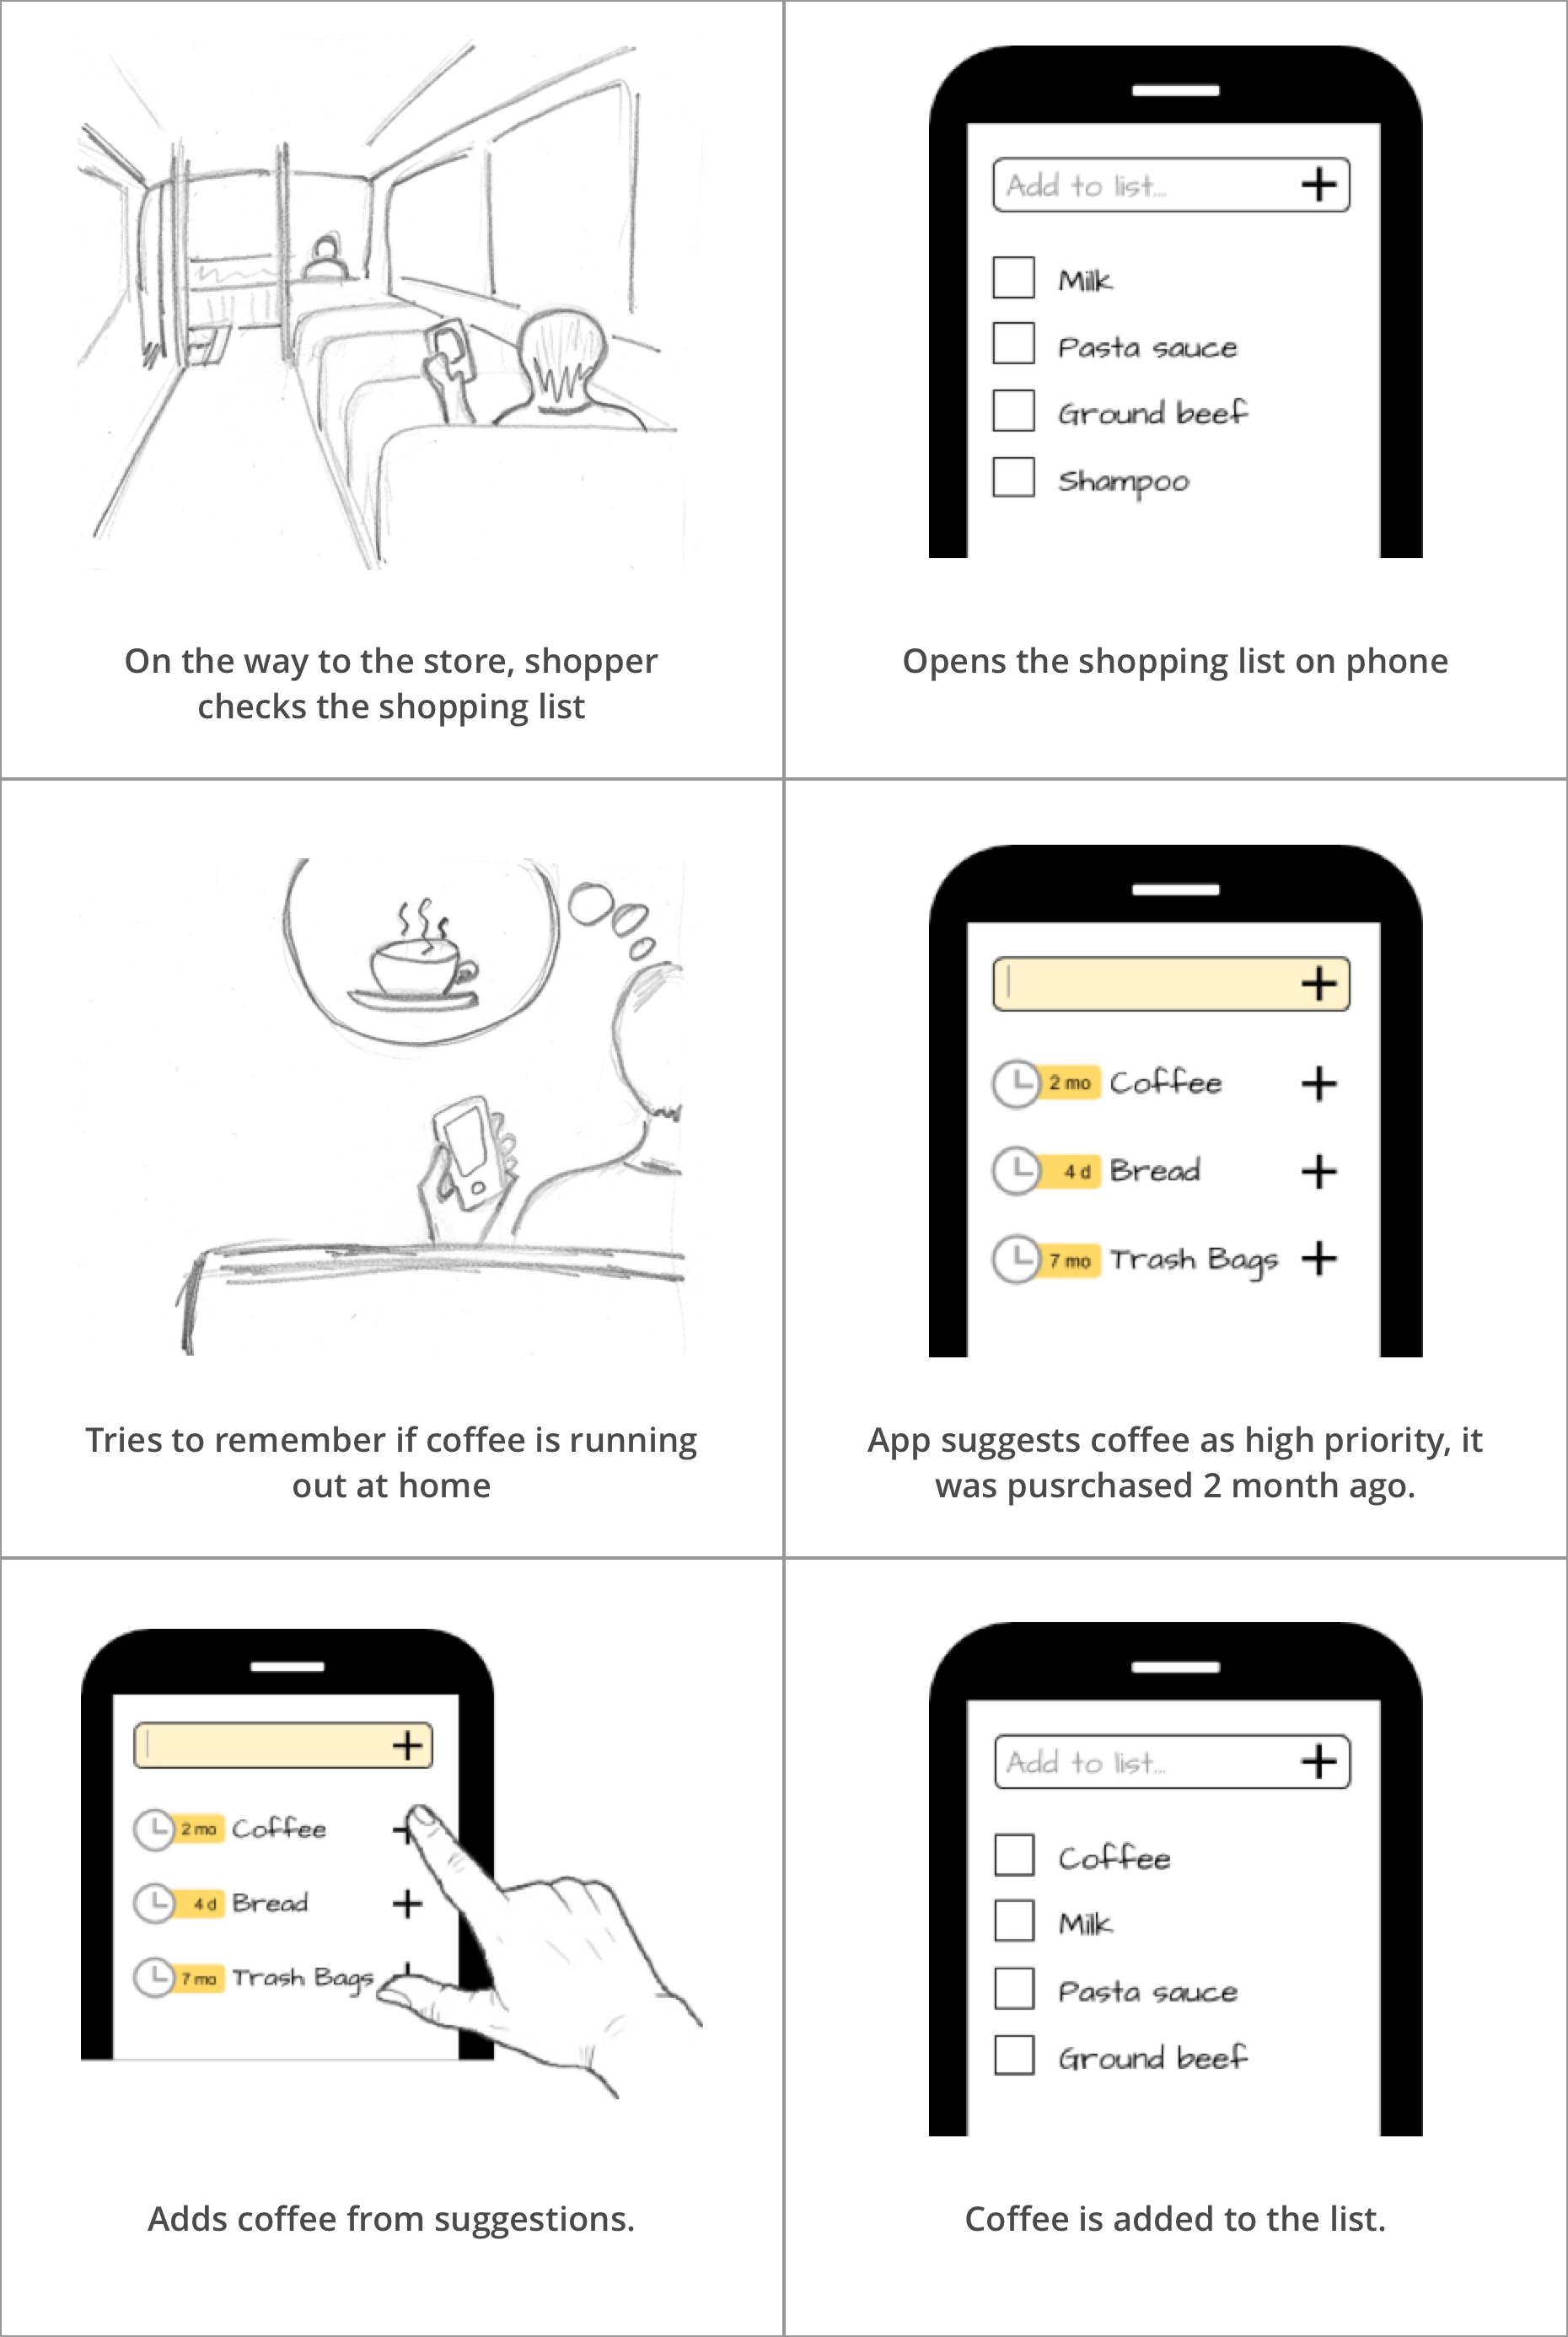 Add to list...
Milk
Pasta sauce
Ground beef
Shampoo
On the way to the store, shopper
checks the shopping list
Opens the shopping list on phone
2 mo Coffee
4 d Bread
7 mo Trash Bags
Tries to remember if coffee is running
out at home
App suggests coffee as high priority, it
was pusrchased 2 month ago.
2 mo Coffee
4 d Bread
7 mo Trash Bags
Adds coffee from suggestions.
Add to list...
Coffee
Milk
Pasta sauce
Ground beef
Coffee is added to the list.